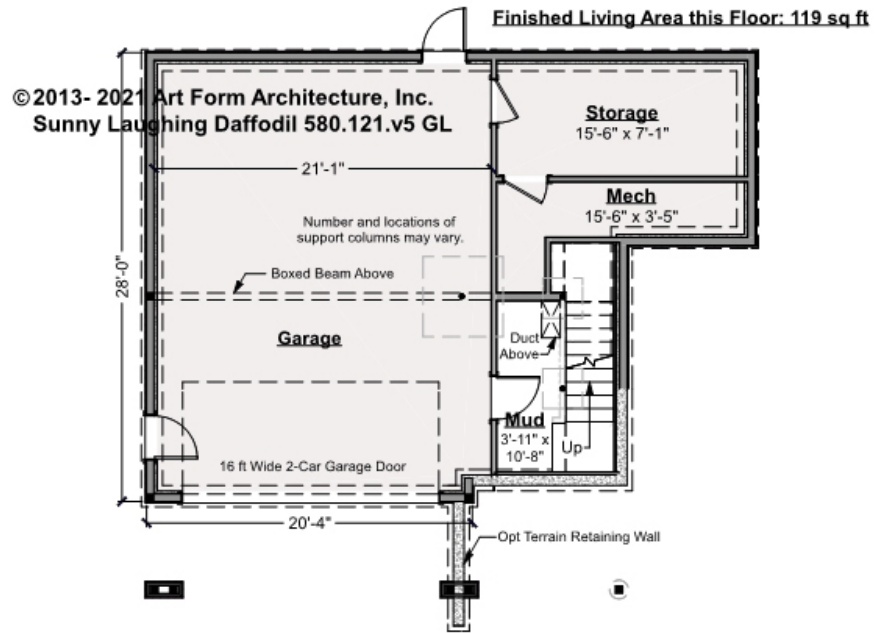 Finished Living Area this Floor: 119 sq ft
© 2013- 2021 Art Form Architecture, Inc.
Sunny Laughing Daffodil 580.121.v5 GL
Storage
15'-6" x 7'-1"
21'-1"
Mech
15'-6" x 3'-5"
Number and locations of
support columns may vary.
28'-0"
Boxed Beam Above
Garage
Duct
Above
Mud
3'-11" x
10'-8"
Up
16 ft Wide 2-Car Garage Door
20'-4"
Opt Terrain Retaining Wall